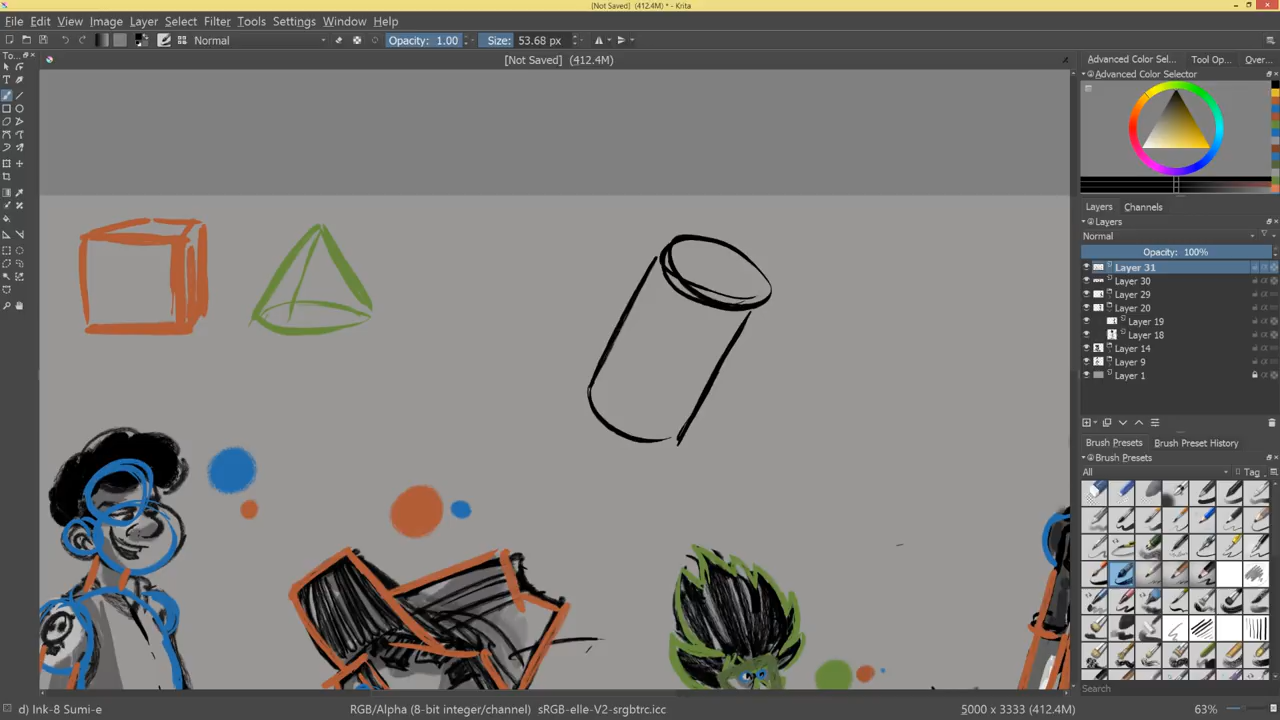 [Not Saved] (412.4M) * - Krita
File Edit View Image Layer Select Filter Tools Settings Window Help
Normal Opacity: 1.00 Size: 53.68 px
To... [Not Saved] (412.4M) Advanced Color Sel... Tool Op... Over...
Advanced Color Selector
Layers Channels
Layers
Normal
Opacity: 100%
Layer 31
Layer 30
Layer 29
Layer 20
Layer 19
Layer 18
Layer 14
Layer 9
Layer 1
Brush Presets Brush Preset History
Brush Presets
All Tag
Search
d) Ink-8 Sumi-e RGB/Alpha (8-bit integer/channel) sRGB-elle-V2-srgbtrc.icc 5000 x 3333 (412.4M) 63%